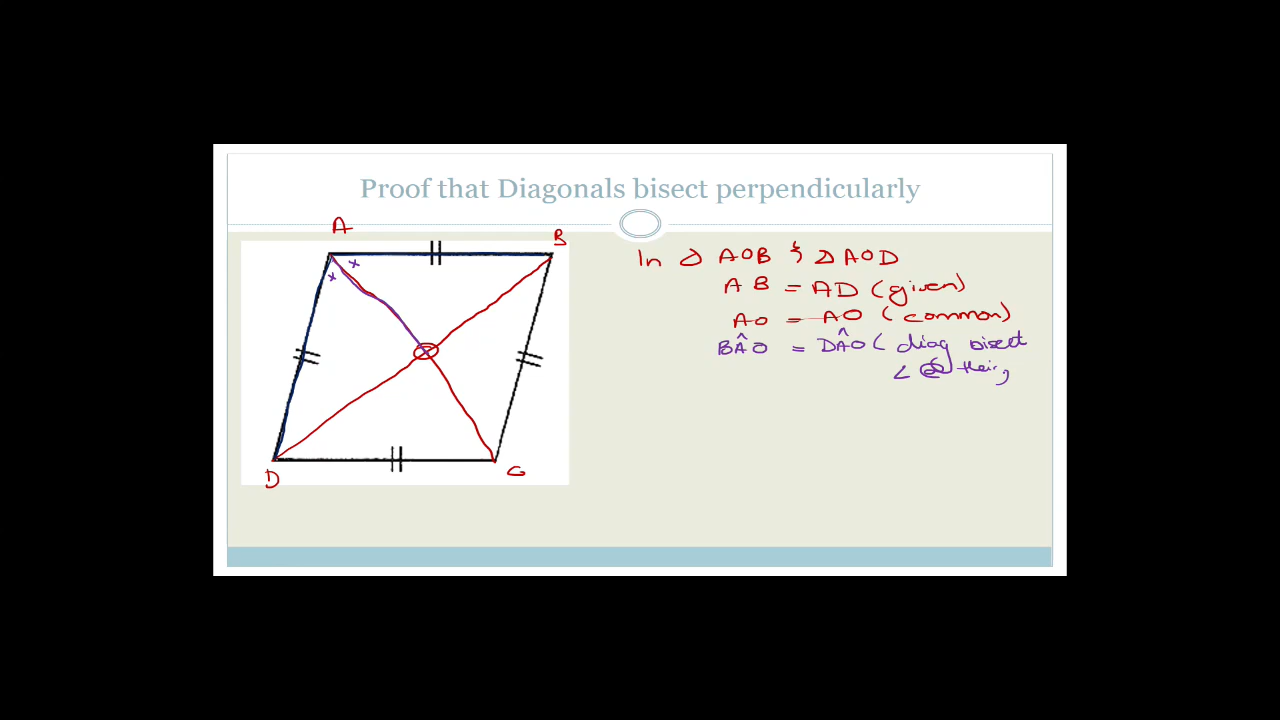 Proof that Diagonals bisect perpendicularly
A
B
D
C
In △ AOB & △AOD
AB = AD (given)
AO = AO (common)
BÂO = DÂO (diag bisect
∠ their